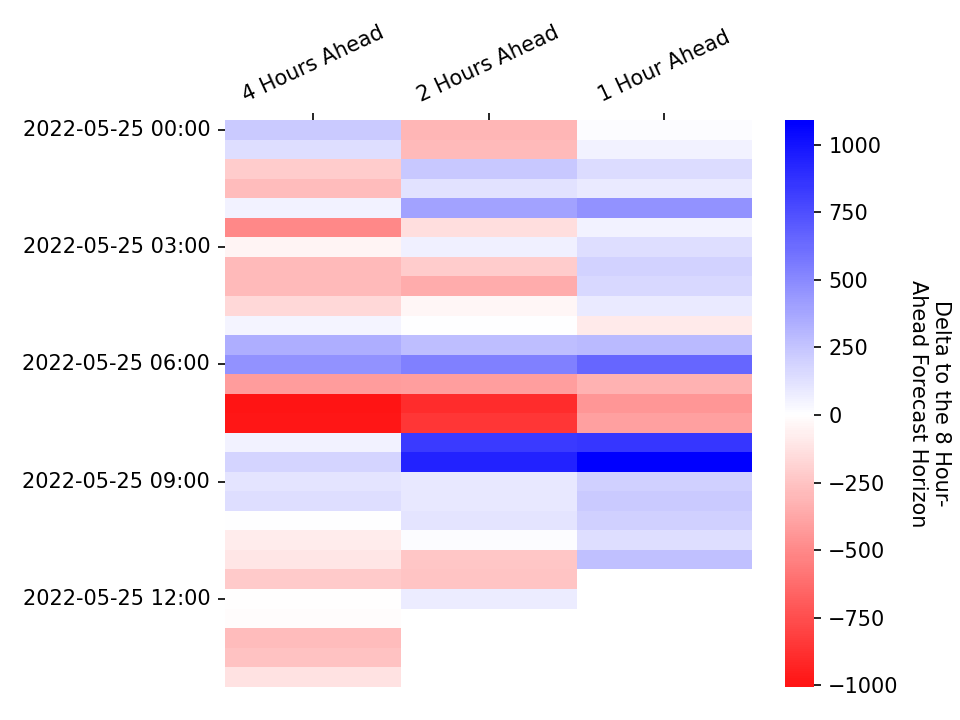 4 Hours Ahead
2 Hours Ahead
1 Hour Ahead
2022-05-25 00:00
2022-05-25 03:00
2022-05-25 06:00
2022-05-25 09:00
2022-05-25 12:00
1000
750
500
250
0
−250
−500
−750
−1000
Delta to the 8 Hour-
Ahead Forecast Horizon